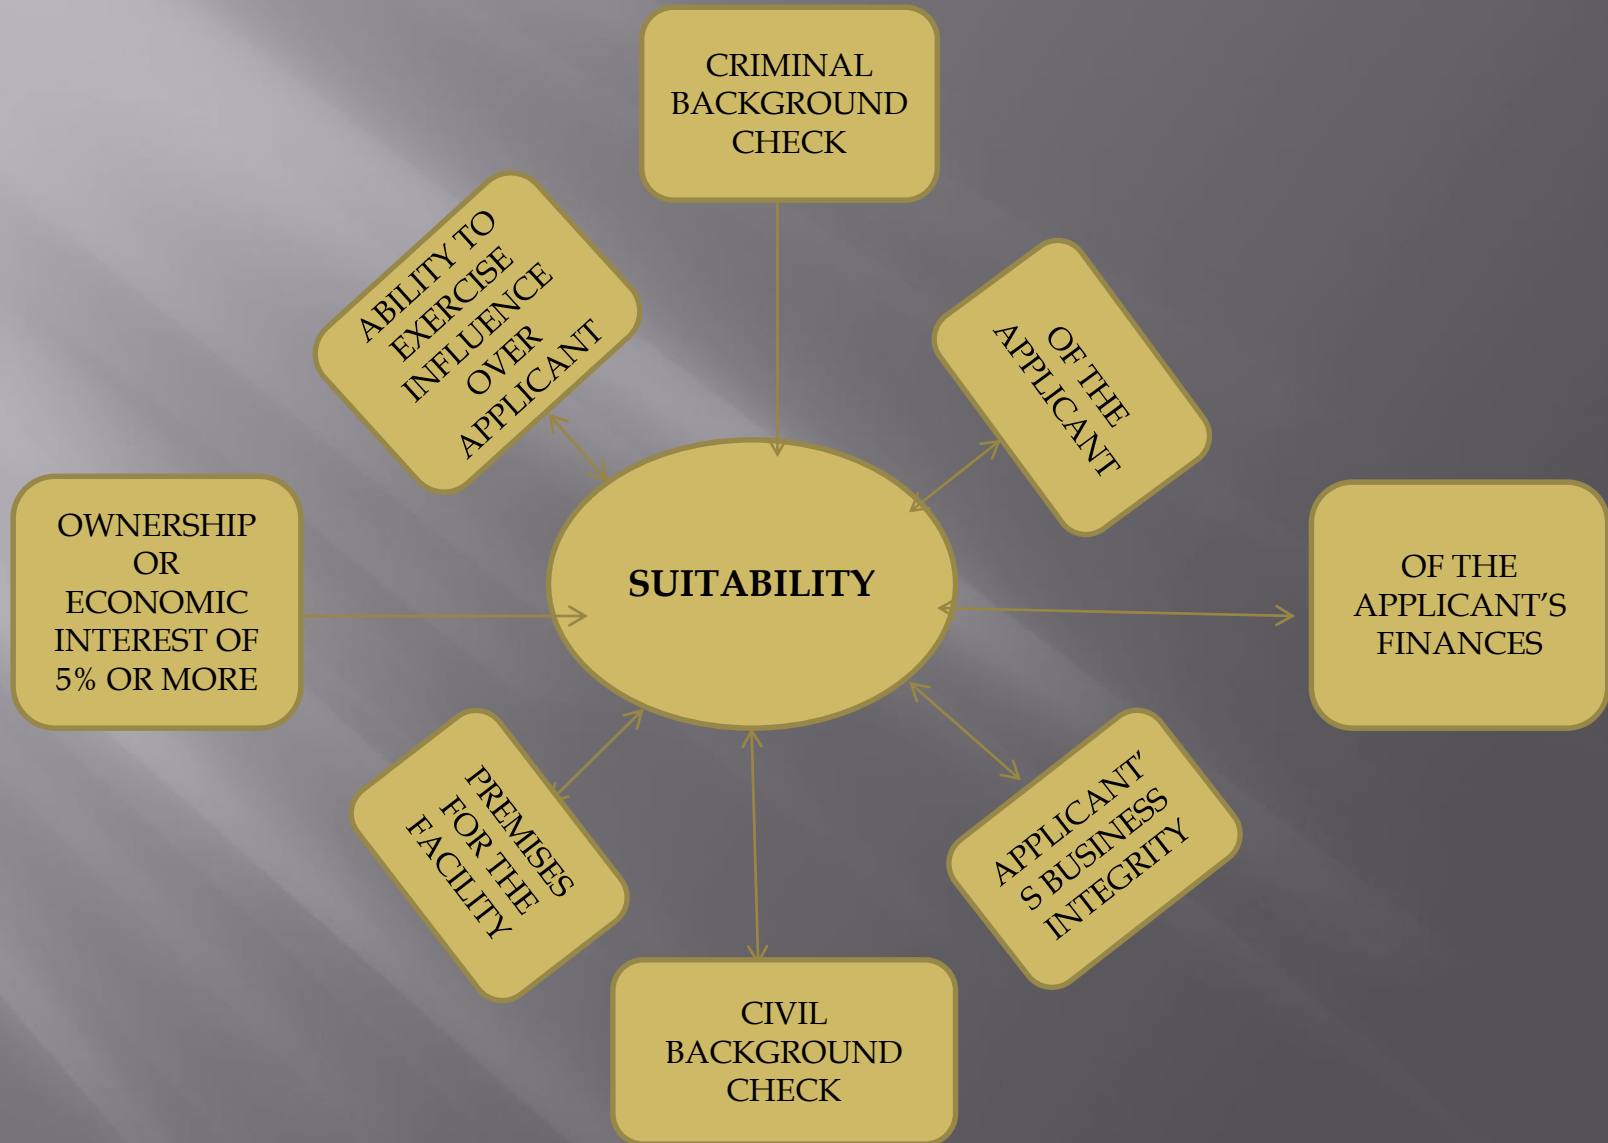 CRIMINAL
BACKGROUND
CHECK
ABILITY TO
EXERCISE
INFLUENCE
OVER
APPLICANT
OF THE
APPLICANT
OWNERSHIP
OR
ECONOMIC
INTEREST OF
5% OR MORE
SUITABILITY
OF THE
APPLICANT’S
FINANCES
PREMISES
FOR THE
FACILITY
APPLICANT’
S BUSINESS
INTEGRITY
CIVIL
BACKGROUND
CHECK